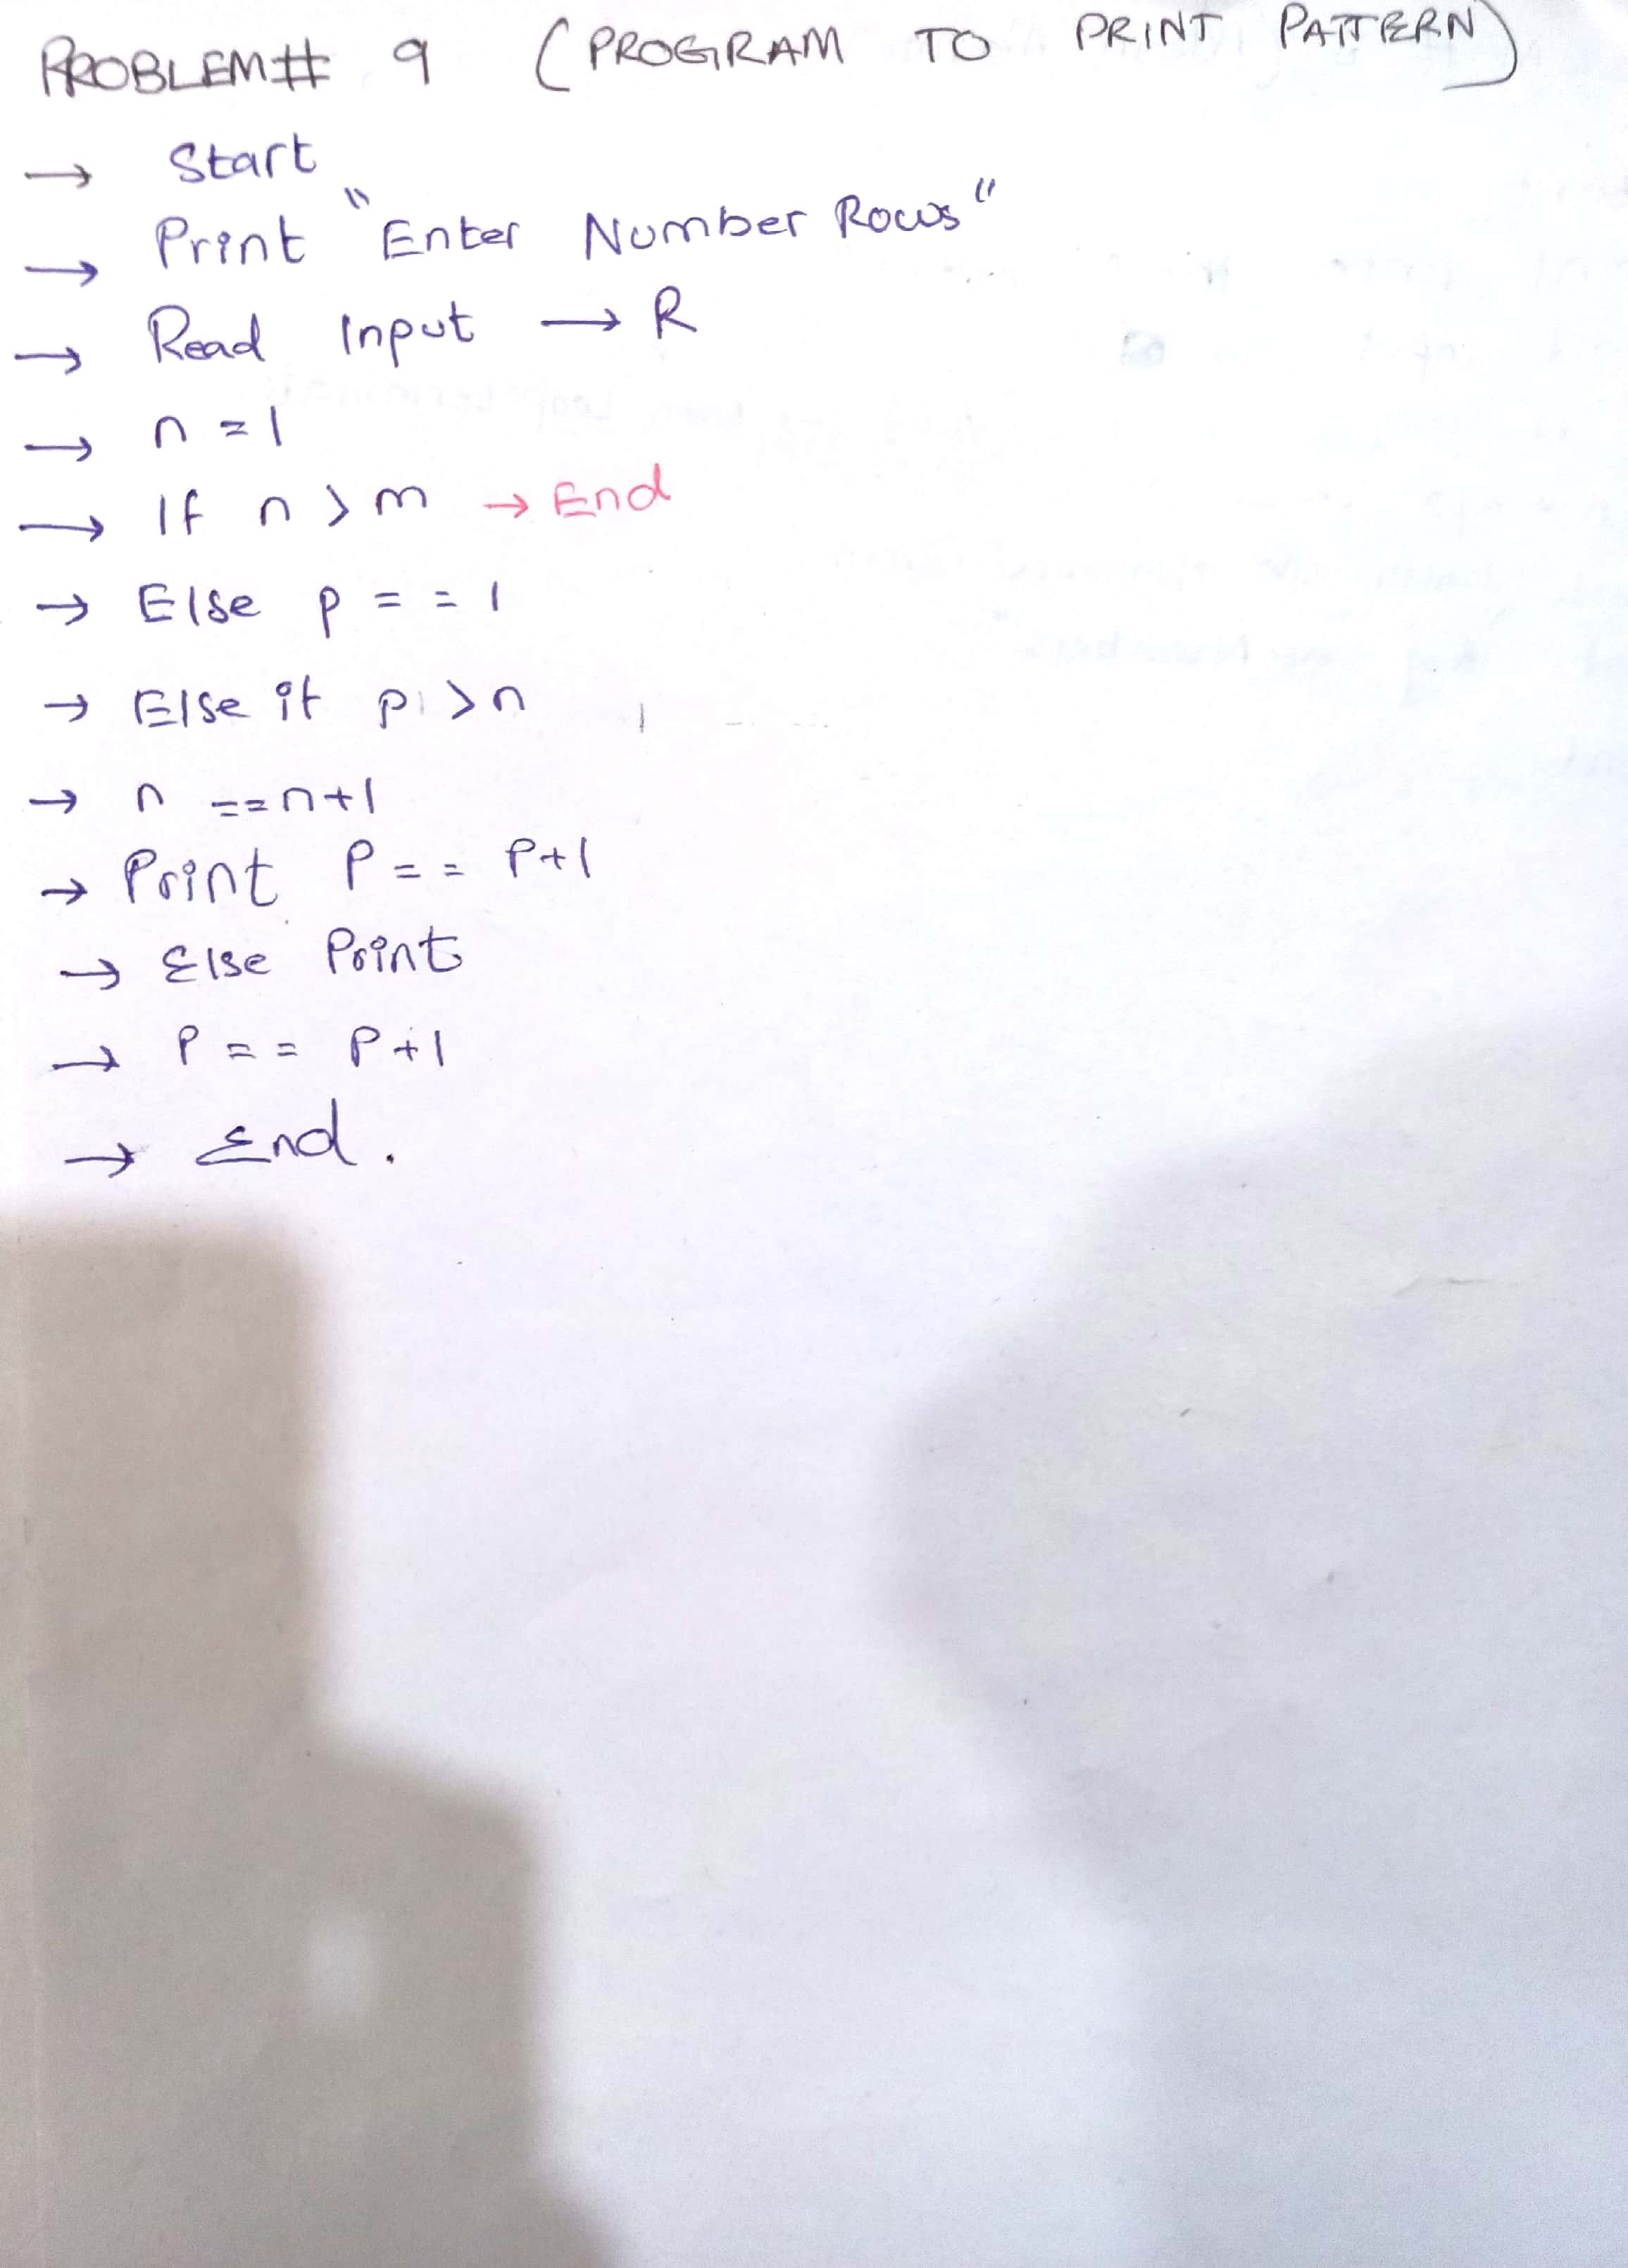 PROBLEM# 9 (PROGRAM TO PRINT PATTERN)
→ Start
→ Print "Enter Number Rows"
→ Read Input → R
→ n = 1
→ If n > m → End
→ Else p = = 1
→ Else if p > n
→ n == n+1
→ Print P = = P+1
→ Else Print
→ P = = P+1
→ End.